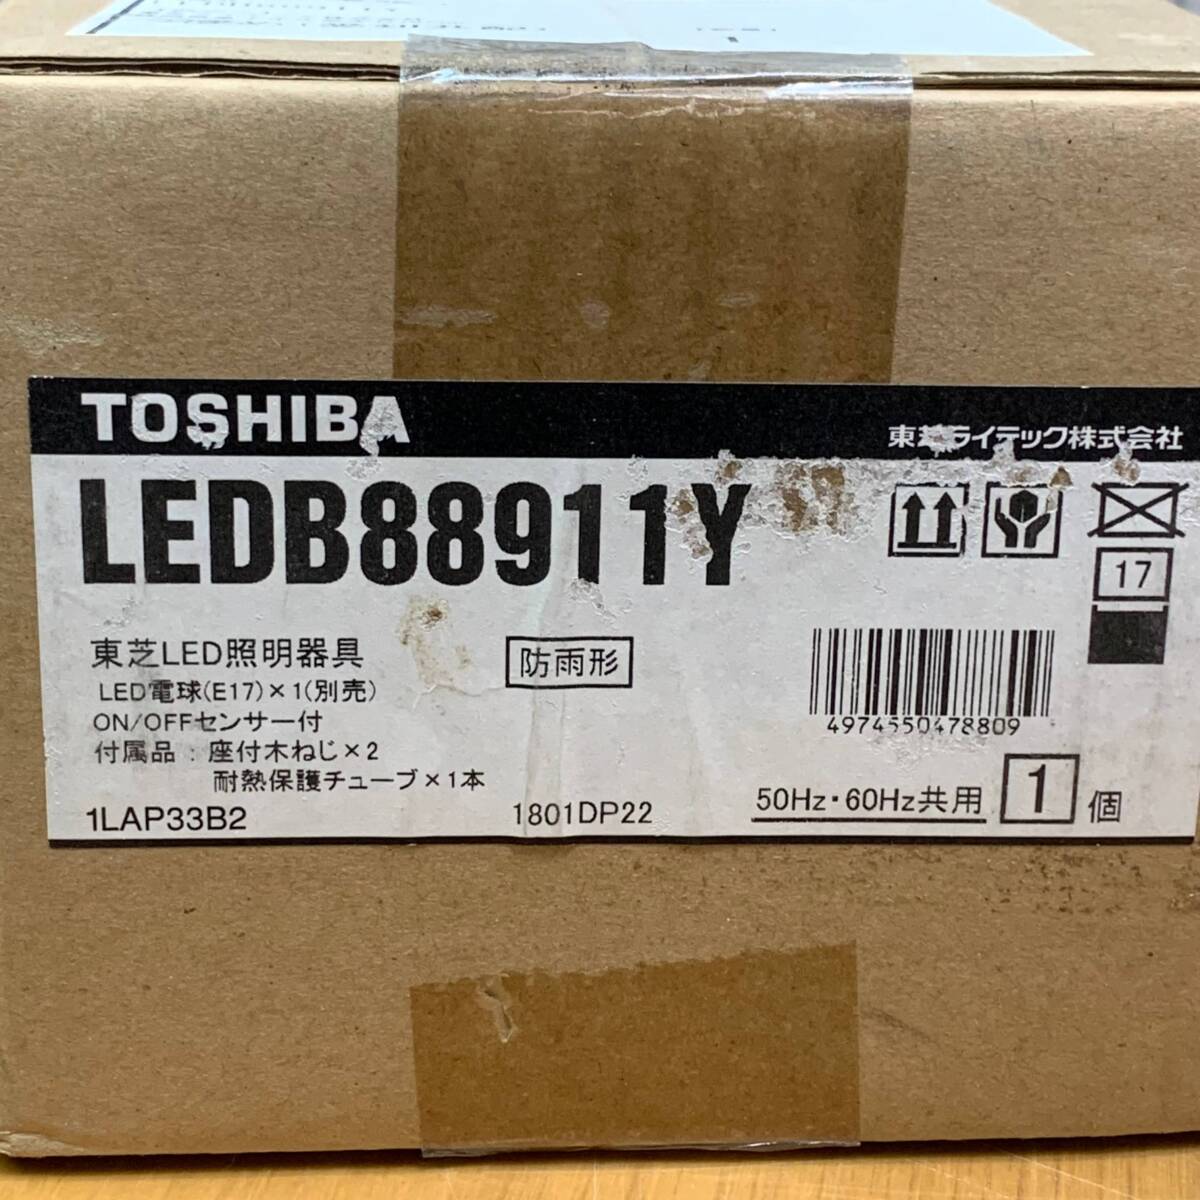 TOSHIBA
東芝ライテック株式会社
LEDB88911Y
17
東芝LED照明器具
防雨形
LED電球(E17)×1(別売)
ON/OFFセンサー付
付属品:座付木ねじ×2
耐熱保護チューブ×1本
4974550478809
1LAP33B2
1801DP22
50Hz・60Hz共用
1個